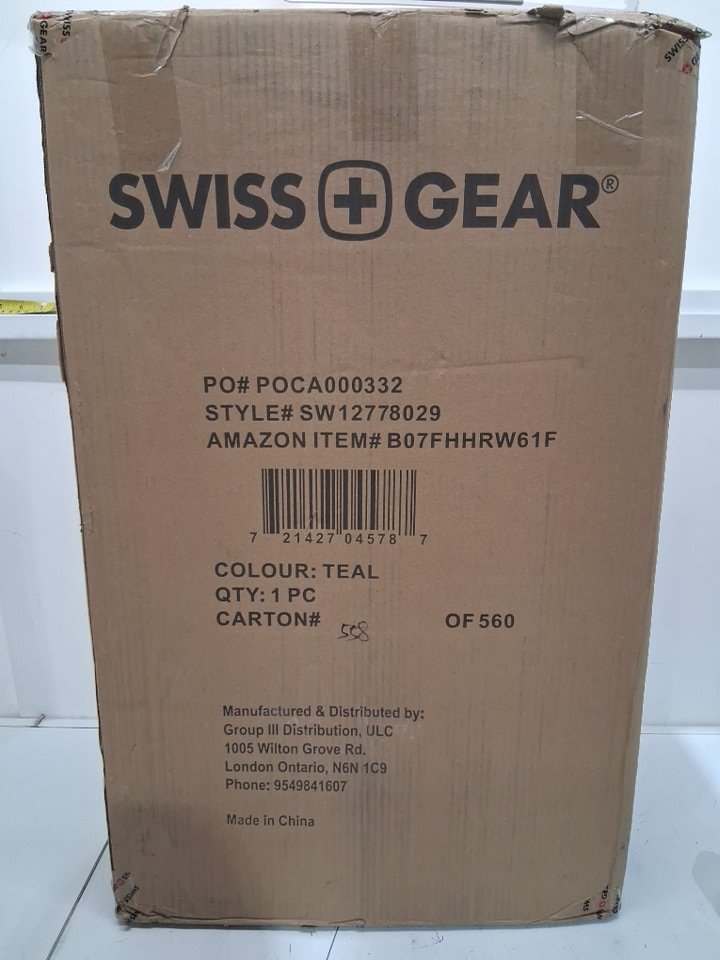 SWISS GEAR®
PO# POCA000332
STYLE# SW12778029
AMAZON ITEM# B07FHHRW61F
7 21427 04578 7
COLOUR: TEAL
QTY: 1 PC
CARTON# 558 OF 560
Manufactured & Distributed by:
Group III Distribution, ULC
1005 Wilton Grove Rd.
London Ontario, N6N 1C9
Phone: 9549841607
Made in China